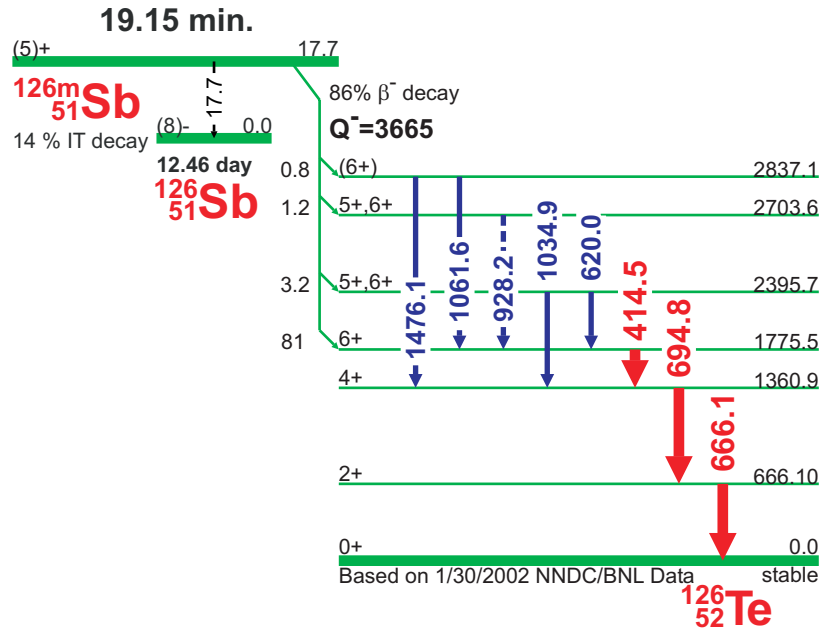 19.15 min.
(5)+ 17.7
126m
51Sb
17.7
86% β⁻ decay
Q⁻=3665
14 % IT decay
(8)- 0.0
12.46 day
126
51Sb
0.8 (6+) 2837.1
1.2 5+,6+ 2703.6
3.2 5+,6+ 2395.7
81 6+ 1775.5
4+ 1360.9
2+ 666.10
0+ 0.0
1476.1
1061.6
928.2
1034.9
620.0
414.5
694.8
666.1
Based on 1/30/2002 NNDC/BNL Data stable
126
52Te